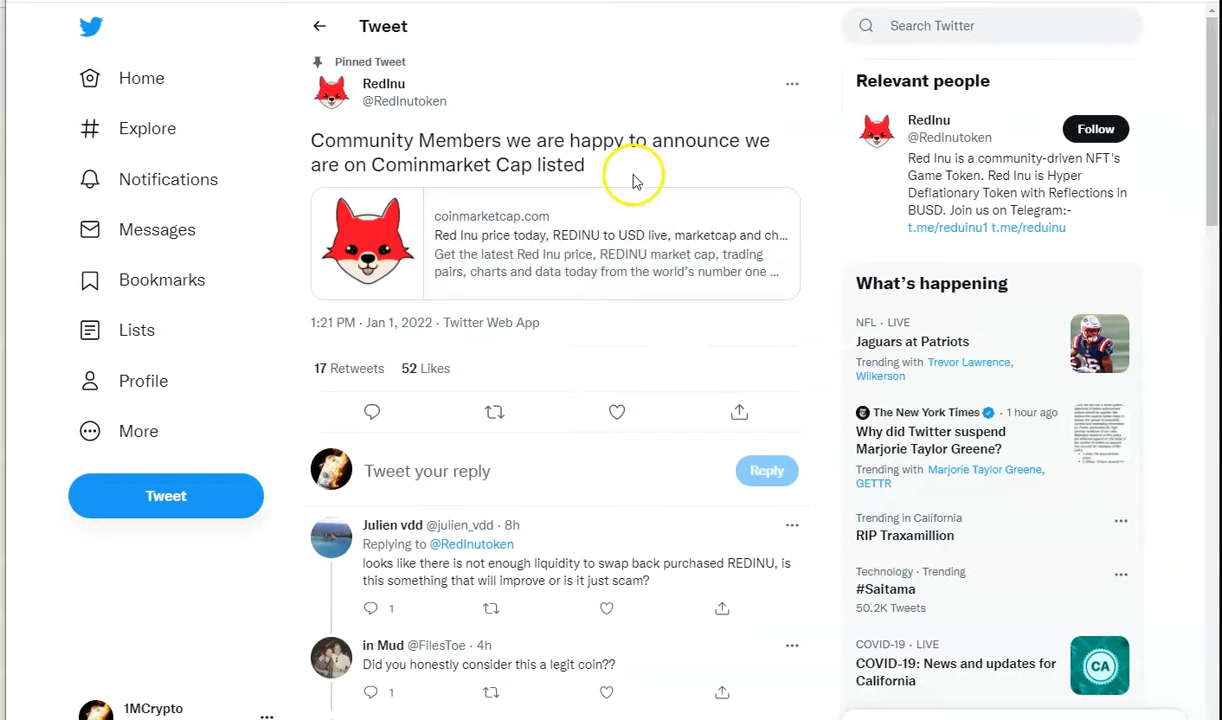 Home
Explore
Notifications
Messages
Bookmarks
Lists
Profile
More
Tweet
1MCrypto
Tweet
Pinned Tweet
RedInu
@RedInutoken
Community Members we are happy to announce we
are on Cominmarket Cap listed
coinmarketcap.com
Red Inu price today, REDINU to USD live, marketcap and ch...
Get the latest Red Inu price, REDINU market cap, trading
pairs, charts and data today from the world's number one ...
1:21 PM · Jan 1, 2022 · Twitter Web App
17 Retweets 52 Likes
Tweet your reply
Reply
Julien vdd @julien_vdd · 8h
Replying to @RedInutoken
looks like there is not enough liquidity to swap back purchased REDINU, is
this something that will improve or is it just scam?
1
in Mud @FilesToe · 4h
Did you honestly consider this a legit coin??
1
Search Twitter
Relevant people
RedInu
@RedInutoken
Follow
Red Inu is a community-driven NFT's
Game Token. Red Inu is Hyper
Deflationary Token with Reflections in
BUSD. Join us on Telegram:-
t.me/reduinu1 t.me/reduinu
What's happening
NFL · LIVE
Jaguars at Patriots
Trending with Trevor Lawrence,
Wilkerson
The New York Times · 1 hour ago
Why did Twitter suspend
Marjorie Taylor Greene?
Trending with Marjorie Taylor Greene,
GETTR
Trending in California
RIP Traxamillion
Technology · Trending
#Saitama
50.2K Tweets
COVID-19 · LIVE
COVID-19: News and updates for
California
CA